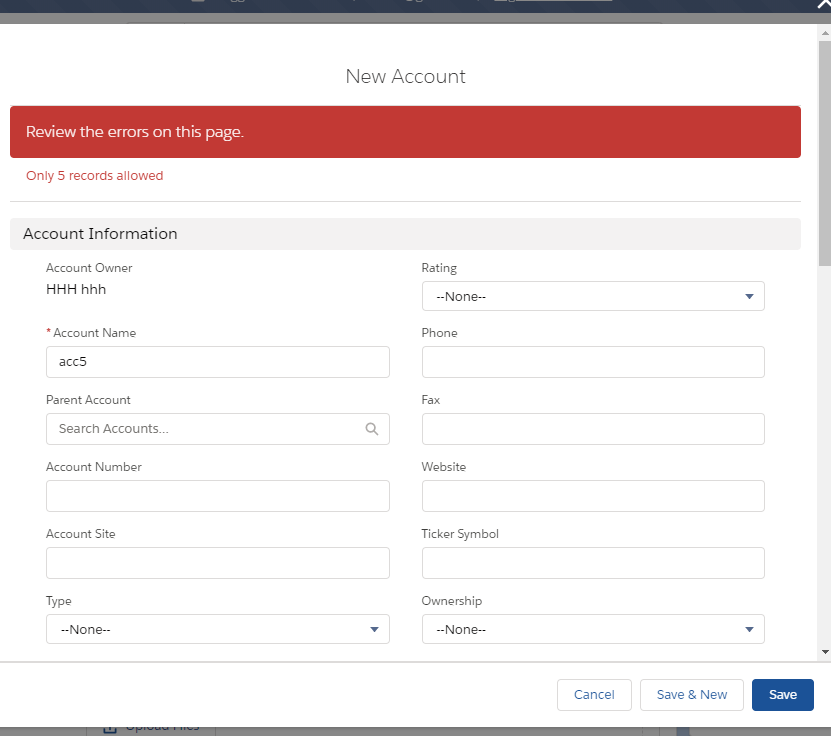 New Account
Review the errors on this page.
Only 5 records allowed
Account Information
Account Owner
HHH hhh
Rating
--None--
* Account Name
acc5
Phone
Parent Account
Search Accounts...
Fax
Account Number
Website
Account Site
Ticker Symbol
Type
--None--
Ownership
--None--
Cancel
Save & New
Save
Upload Files